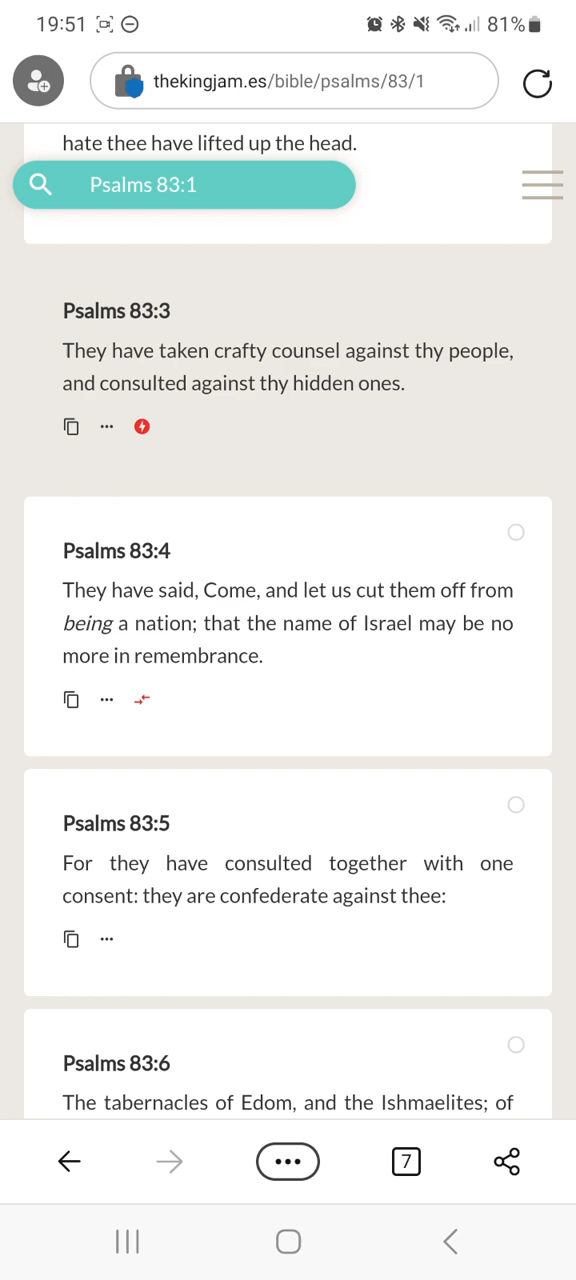 19:51
81%
thekingjam.es/bible/psalms/83/1
hate thee have lifted up the head.
Psalms 83:1
Psalms 83:3
They have taken crafty counsel against thy people,
and consulted against thy hidden ones.
Psalms 83:4
They have said, Come, and let us cut them off from
being a nation; that the name of Israel may be no
more in remembrance.
Psalms 83:5
For they have consulted together with one
consent: they are confederate against thee:
Psalms 83:6
The tabernacles of Edom, and the Ishmaelites; of
7